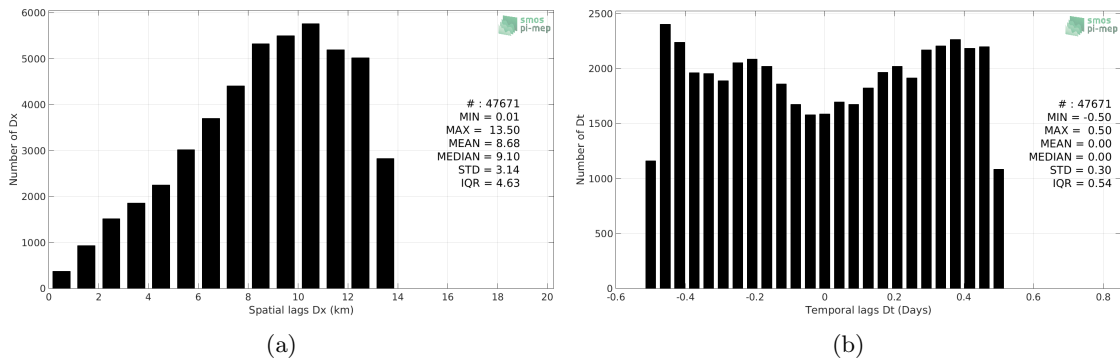 smos
pi-mep
6000
5000
4000
3000
2000
1000
0
Number of Dx
# : 47671
MIN = 0.01
MAX = 13.50
MEAN = 8.68
MEDIAN = 9.10
STD = 3.14
IQR = 4.63
0 2 4 6 8 10 12 14 16 18 20
Spatial lags Dx (km)
(a)
smos
pi-mep
2500
2000
1500
1000
500
0
Number of Dt
# : 47671
MIN = -0.50
MAX = 0.50
MEAN = 0.00
MEDIAN = 0.00
STD = 0.30
IQR = 0.54
-0.6 -0.4 -0.2 0 0.2 0.4 0.6 0.8
Temporal lags Dt (Days)
(b)